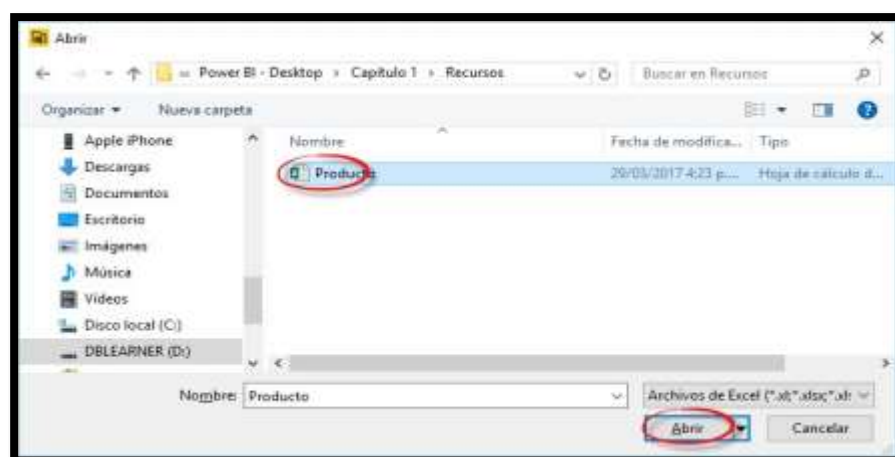 Abrir
« Power BI - Desktop › Capítulo 1 › Recursos
Buscar en Recursos
Organizar
Nueva carpeta
Apple iPhone
Descargas
Documentos
Escritorio
Imágenes
Música
Vídeos
Disco local (C:)
DBLEARNER (D:)
Nombre
Fecha de modifica...
Tipo
Producto
29/03/2017 4:23 p....
Hoja de cálculo d...
Nombre: Producto
Archivos de Excel (*.xl;*.xlsx;*.xl
Abrir
Cancelar